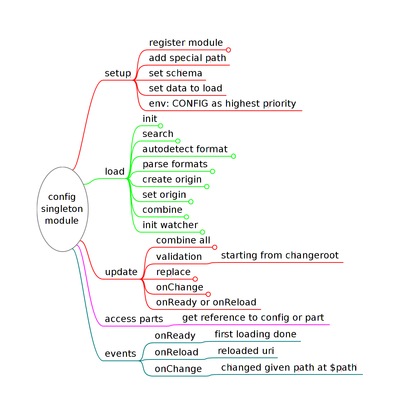 config
singleton
module
setup
register module
add special path
set schema
set data to load
env: CONFIG as highest priority
load
init
search
autodetect format
parse formats
create origin
set origin
combine
init watcher
update
combine all
validation
starting from changeroot
replace
onChange
onReady or onReload
access parts
get reference to config or part
events
onReady
first loading done
onReload
reloaded uri
onChange
changed given path at $path